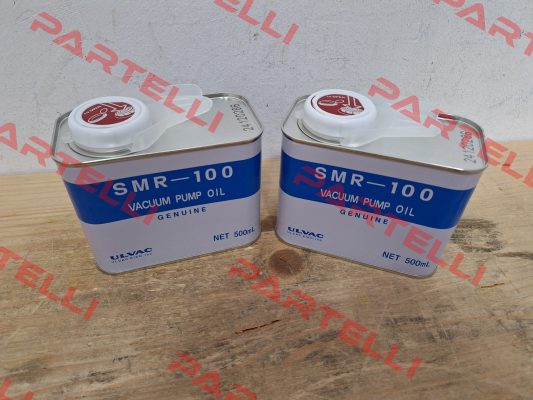 SMR-100
VACUUM PUMP OIL
GENUINE
ULVAC
NET 500mL
SMR-100
VACUUM PUMP OIL
GENUINE
ULVAC
NET 500mL
PARTELLI
PARTELLI
PARTELLI
PARTELLI
PARTELLI
PARTELLI